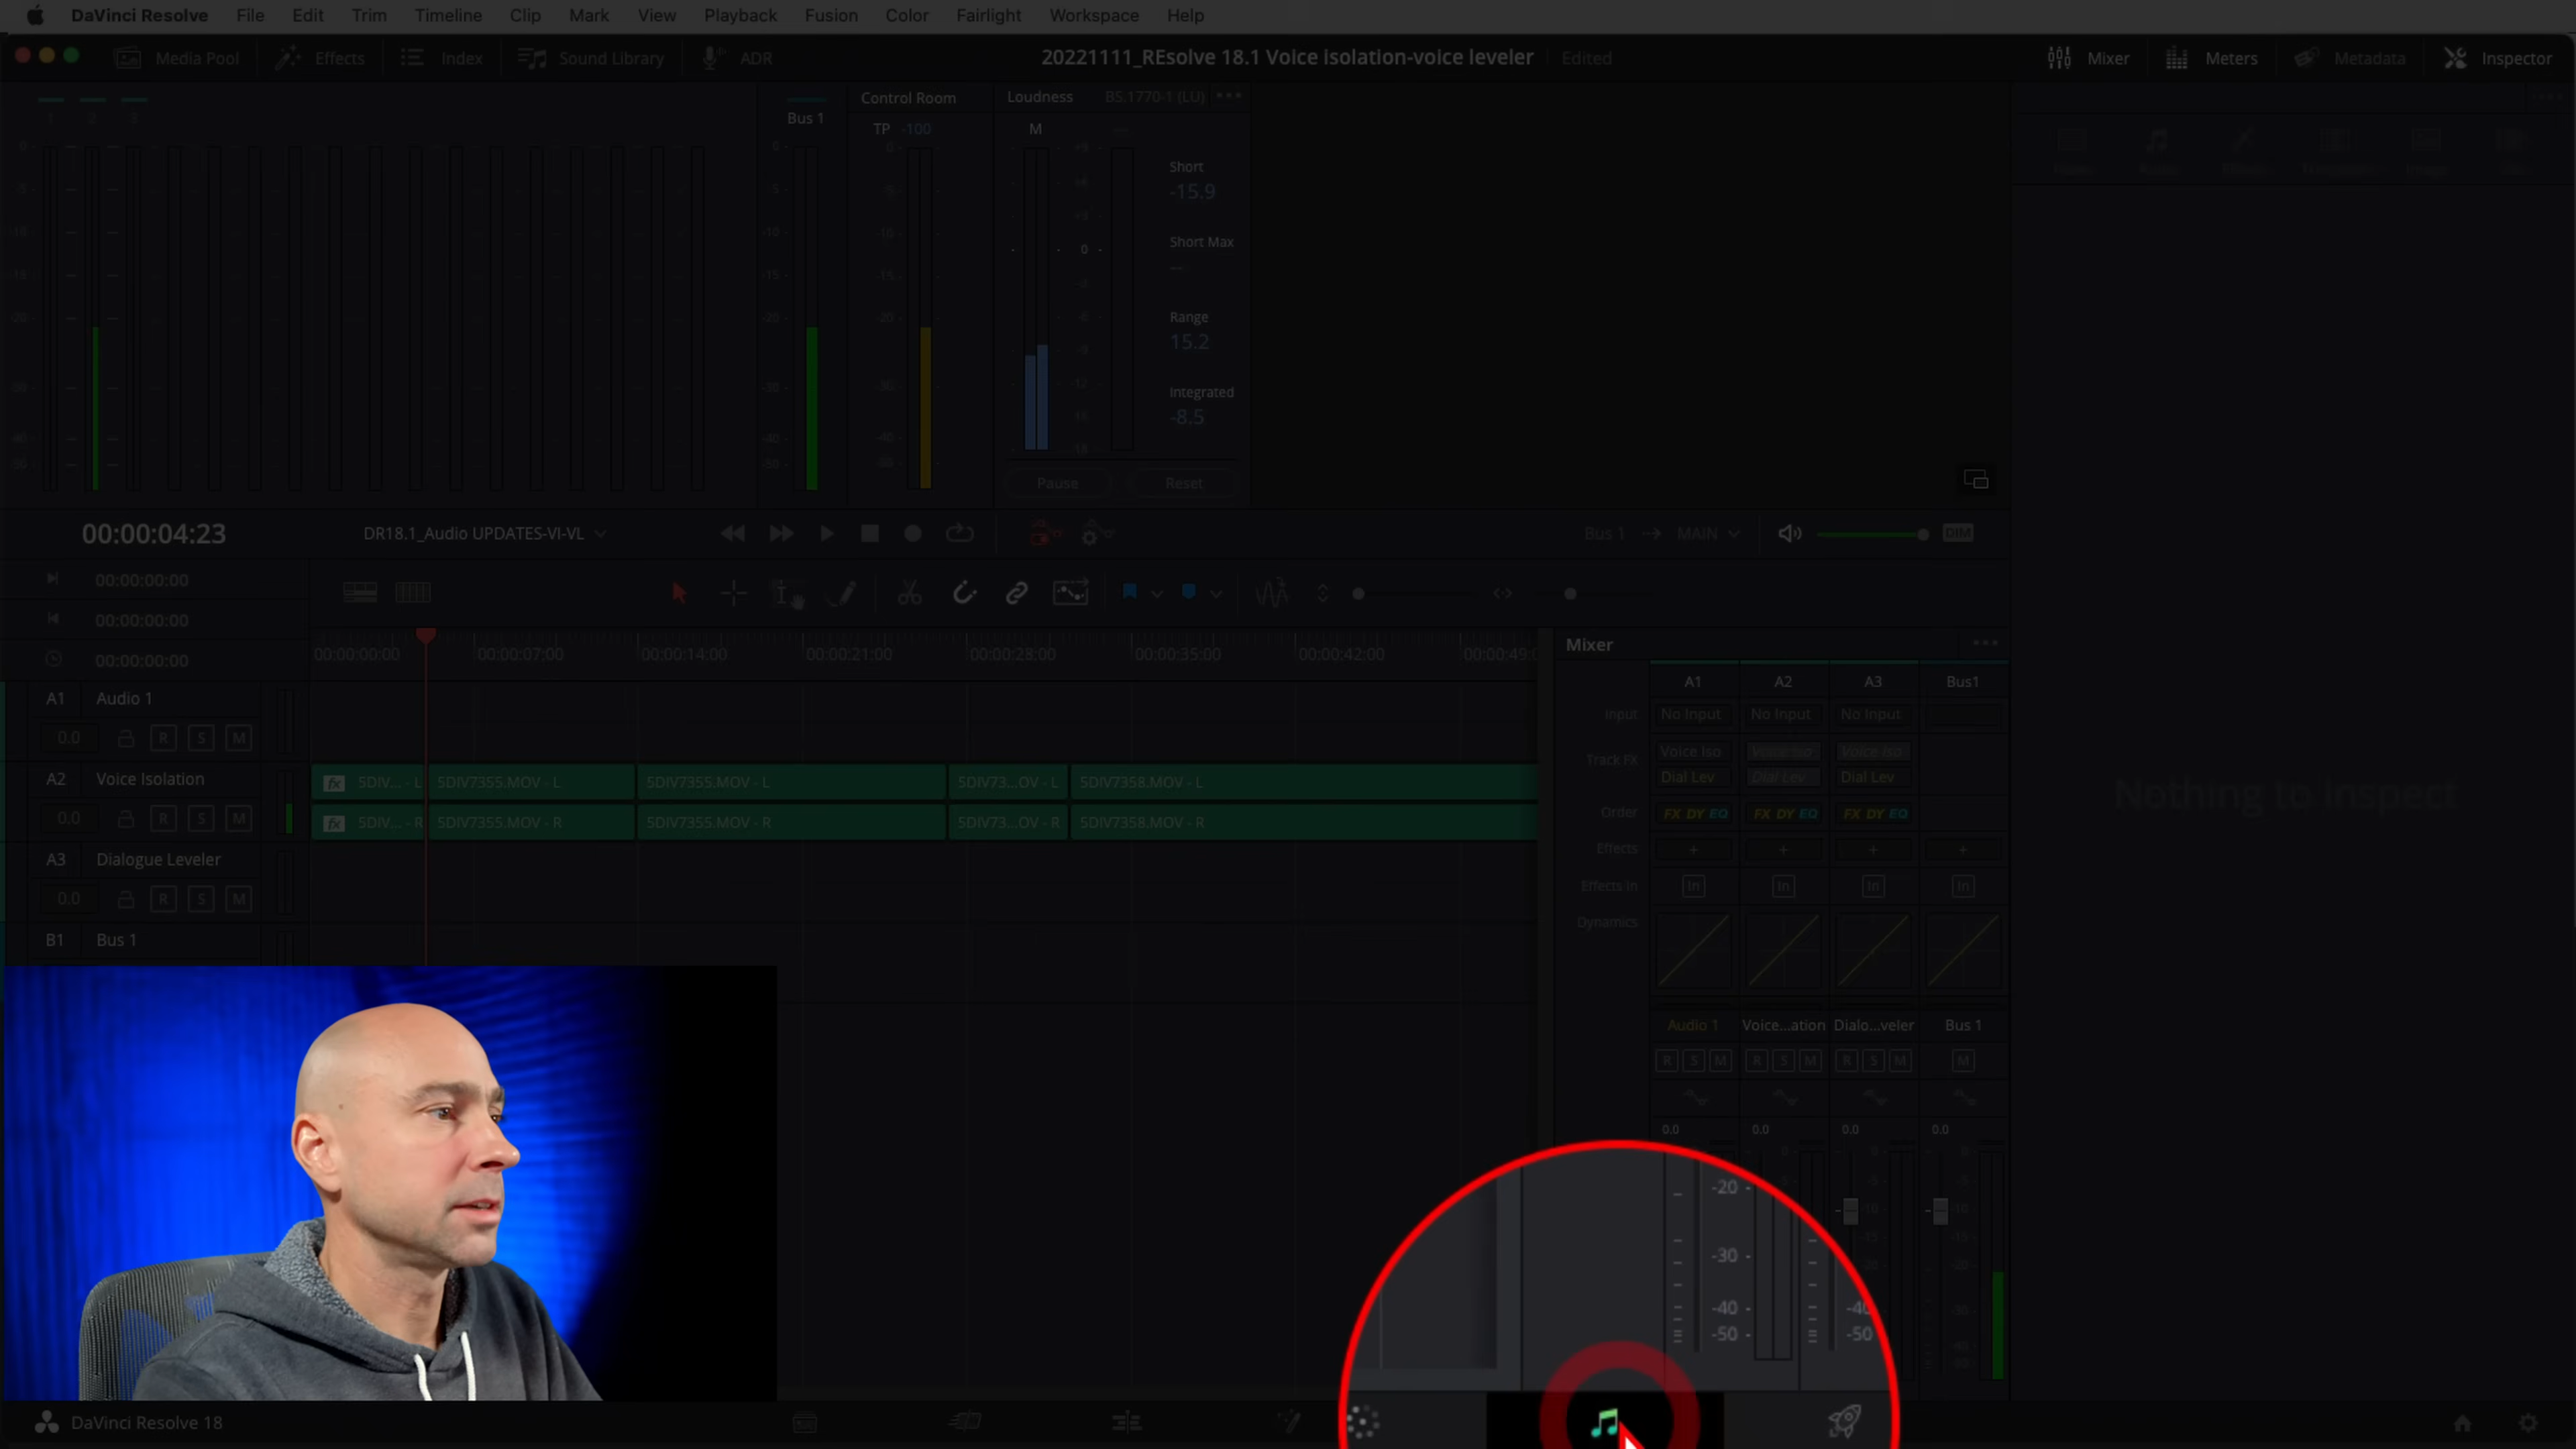 DaVinci Resolve File Edit Trim Timeline Clip Mark View Playback Fusion Color Fairlight Workspace Help
Media Pool Effects Index Sound Library ADR 20221111_REsolve 18.1 Voice isolation-voice leveler Edited Mixer Meters Metadata Inspector
1 2 3 Bus 1 Control Room Loudness BS.1770-1 (LU)
TP -100 M
Short
-15.9
Short Max
--
Range
15.2
Integrated
-8.5
Pause Reset
00:00:04:23 DR18.1_Audio UPDATES-VI-VL Bus 1 MAIN DIM
00:00:00:00
00:00:00:00
00:00:00:00
00:00:00:00 00:00:07:00 00:00:14:00 00:00:21:00 00:00:28:00 00:00:35:00 00:00:42:00 00:00:49:0
Mixer
A1 A2 A3 Bus1
Input No Input No Input No Input
Track FX Voice Iso Voice Iso Voice Iso
Dial Lev Dial Lev Dial Lev
Order FX DY EQ FX DY EQ FX DY EQ
Effects + + + +
Effects In In In In In
Dynamics
Audio 1 Voice...ation Dialo...veler Bus 1
R S M R S M R S M M
0.0 0.0 0.0 0.0
A1 Audio 1
0.0 R S M
A2 Voice Isolation
0.0 R S M
fx 5DIV... - L 5DIV7355.MOV - L 5DIV7355.MOV - L 5DIV73...OV - L 5DIV7358.MOV - L
fx 5DIV... - R 5DIV7355.MOV - R 5DIV7355.MOV - R 5DIV73...OV - R 5DIV7358.MOV - R
A3 Dialogue Leveler
0.0 R S M
B1 Bus 1
Nothing to inspect
-20
-30
-40 -40
-50 -50
DaVinci Resolve 18